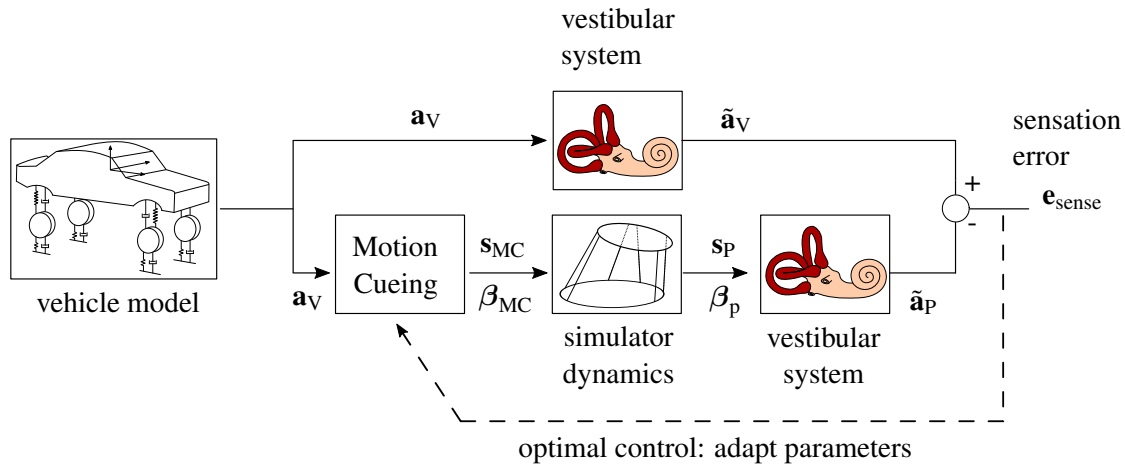 vestibular
system
a_V
ã_V
sensation
error
+
e_sense
-
Motion
Cueing
s_MC
s_P
vehicle model
a_V
β_MC
β_p
ã_P
simulator
dynamics
vestibular
system
optimal control: adapt parameters